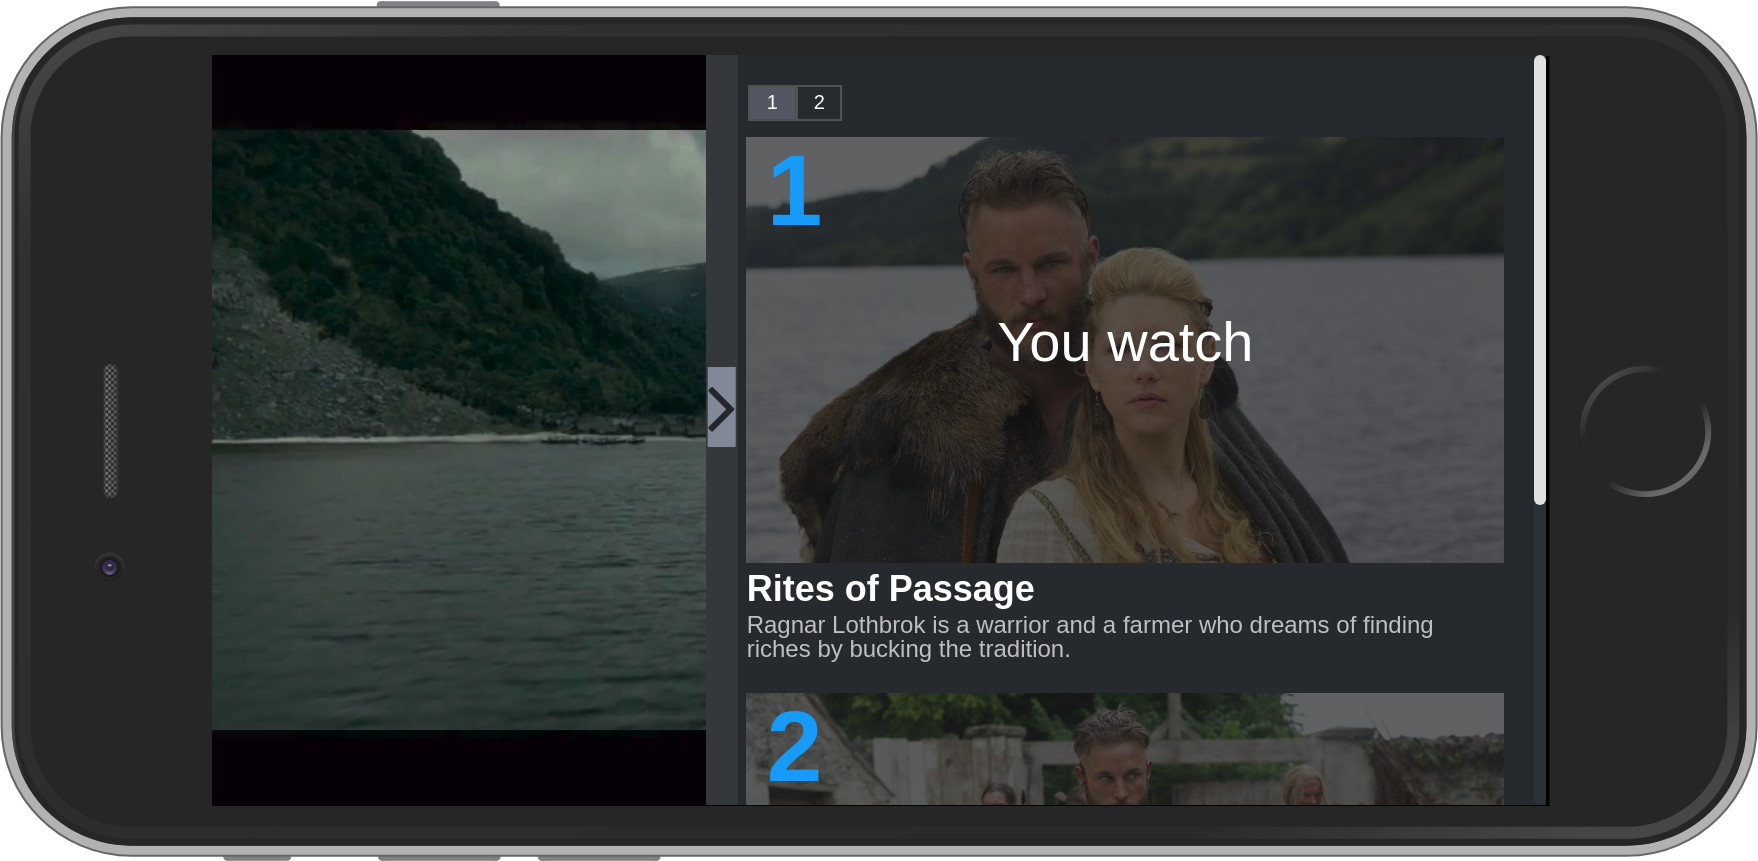 1 2
1
You watch
Rites of Passage
Ragnar Lothbrok is a warrior and a farmer who dreams of finding
riches by bucking the tradition.
2